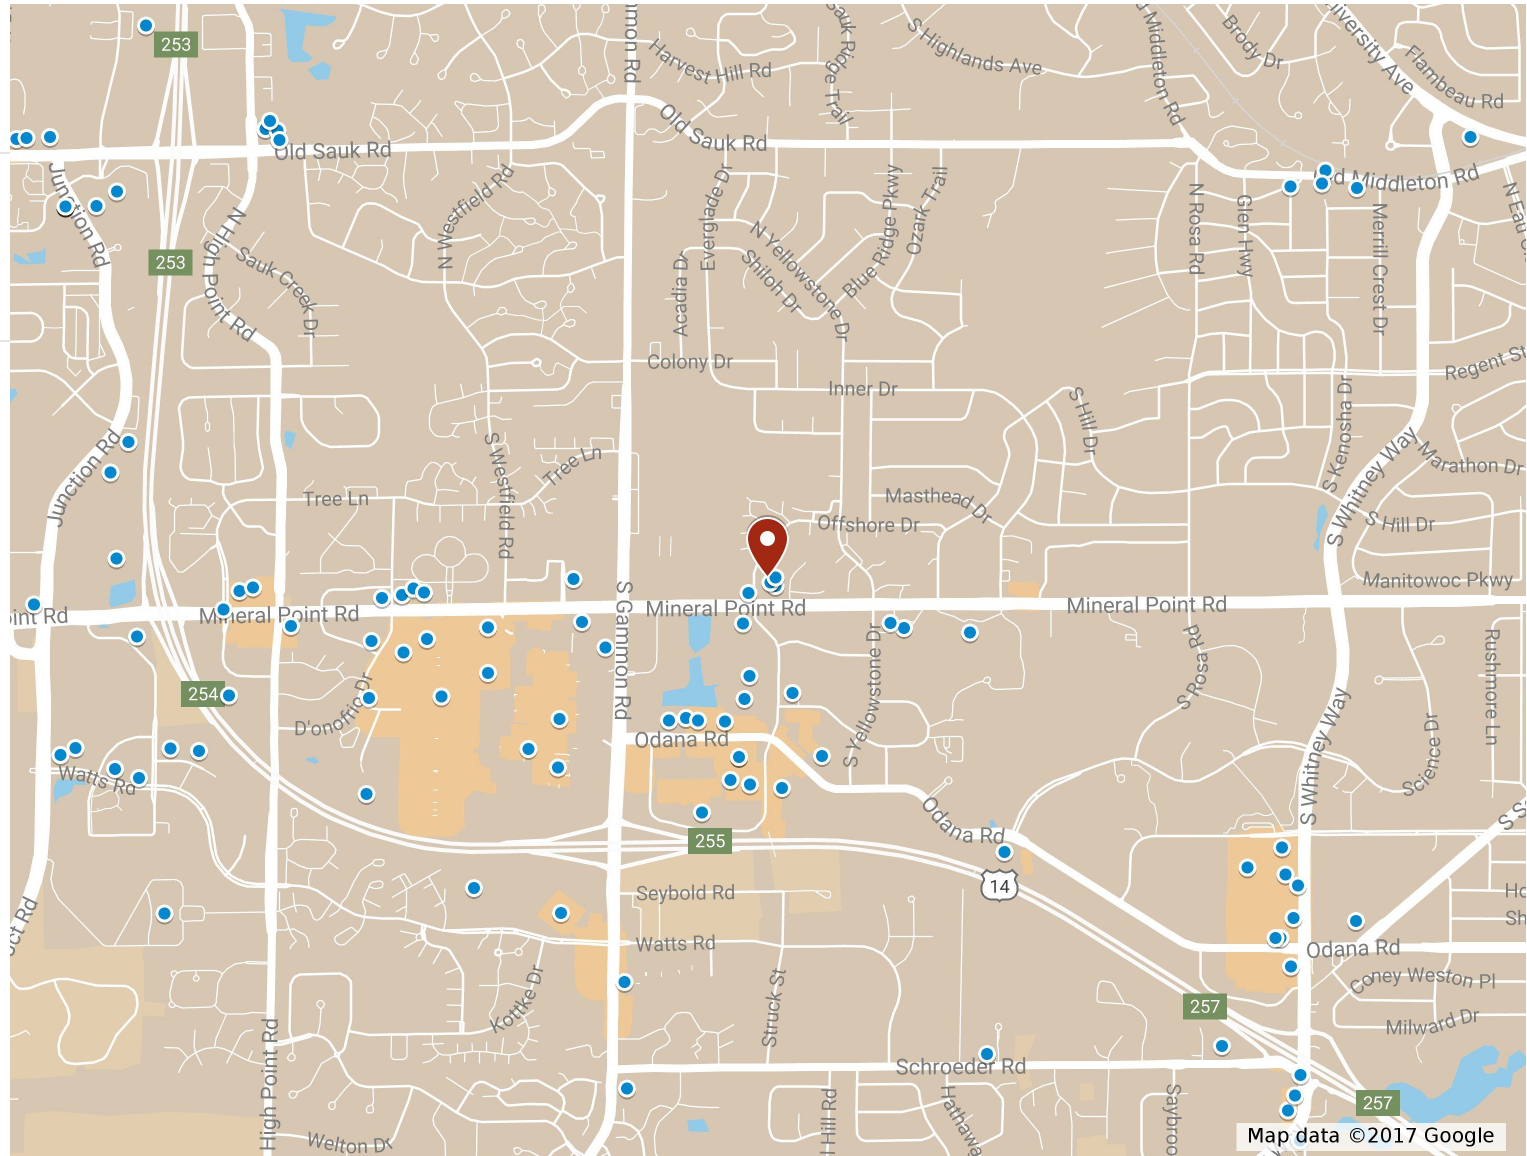 253
Harvest Hill Rd
Sauk Ridge Trail
S Highlands Ave
Brody Dr
Flambeau Rd
Old Sauk Rd
Old Sauk Rd
Junction Rd
N High Point Rd
N Westfield Rd
Everglade Dr
Blue Ridge Pkwy
Ozark Trail
N Rosa Rd
Glen Hwy
Merrill Crest Dr
253
Sauk Creek Dr
Acadia Dr
N Yellowstone Dr
Shiloh Dr
Colony Dr
Inner Dr
Regent St
S Hill Dr
S Kenosha Dr
S Whitney Way
Marathon Dr
Junction Rd
Tree Ln
Tree Ln
S Westfield Rd
Masthead Dr
Offshore Dr
S Hill Dr
Manitowoc Pkwy
Mineral Point Rd
S Gammon Rd
Mineral Point Rd
Mineral Point Rd
S Rosa Rd
Rushmore Ln
254
D'onofrio Dr
Odana Rd
S Yellowstone Dr
S Whitney Way
Science Dr
Watts Rd
255
Odana Rd
14
Seybold Rd
Watts Rd
Odana Rd
Coney Weston Pl
Milward Dr
257
Kottke Dr
Struck St
Schroeder Rd
High Point Rd
Welton Dr
257
Map data ©2017 Google